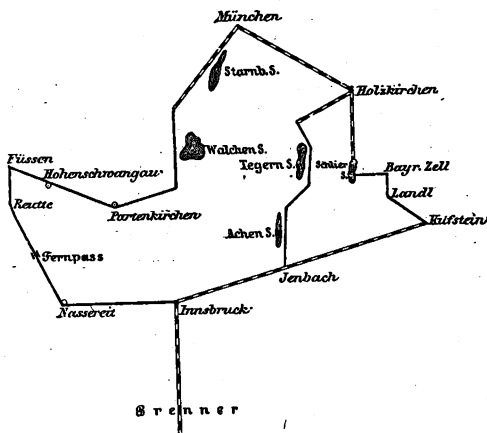 München
Starnb. S.
Holzkirchen
Walchen S.
Tegern S.
Schlier
S.
Bayr. Zell
Füssen
Hohenschwangau
Landl
Reutte
Partenkirchen
Kufstein
Achen S.
Fernpass
Jenbach
Nassereit
Innsbruck
Brenner